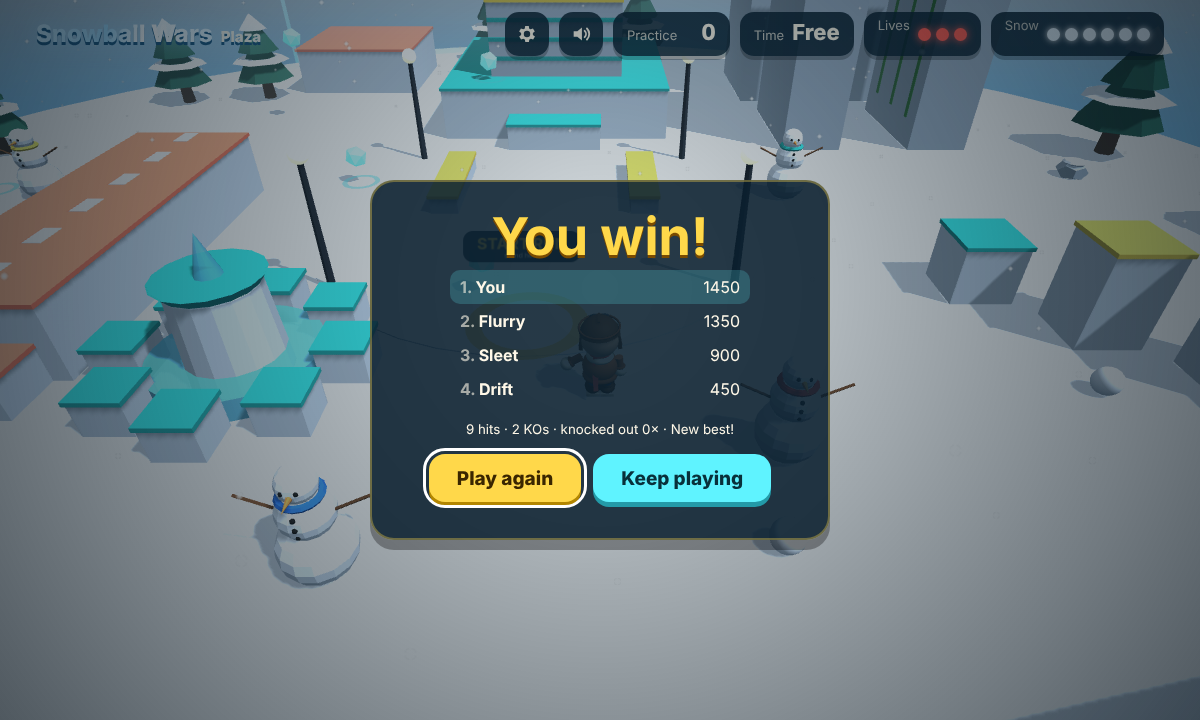 Snowball Wars Plaza
Practice 0
Time Free
Lives
Snow
You win!
1. You 1450
2. Flurry 1350
3. Sleet 900
4. Drift 450
9 hits · 2 KOs · knocked out 0× · New best!
Play again
Keep playing